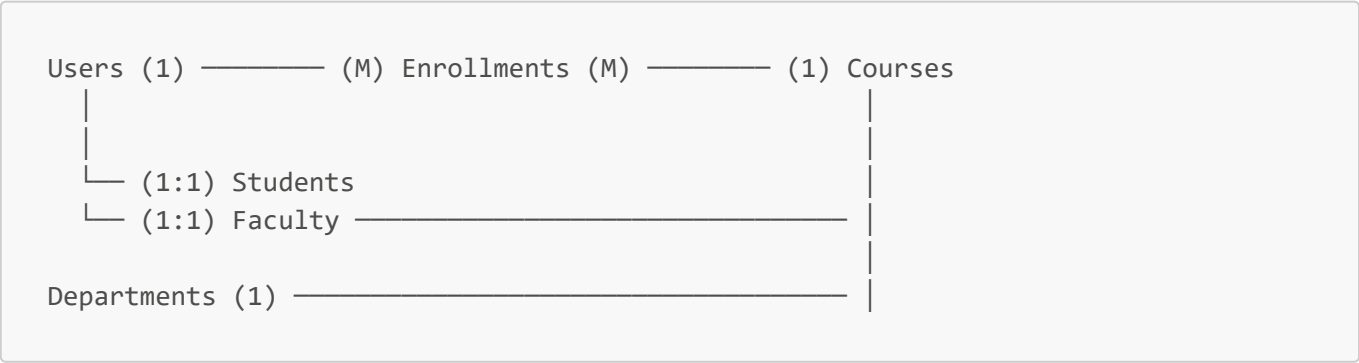 Users (1) ──────── (M) Enrollments (M) ──────── (1) Courses
└── (1:1) Students
└── (1:1) Faculty ────────────────────────────────
Departments (1) ────────────────────────────────────